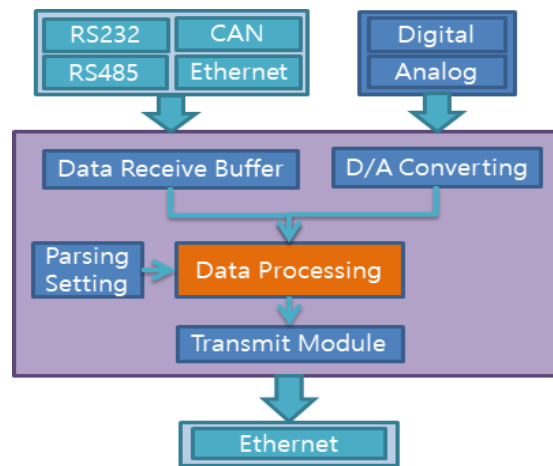 RS232
CAN
RS485
Ethernet
Digital
Analog
Data Receive Buffer
D/A Converting
Parsing
Setting
Data Processing
Transmit Module
Ethernet